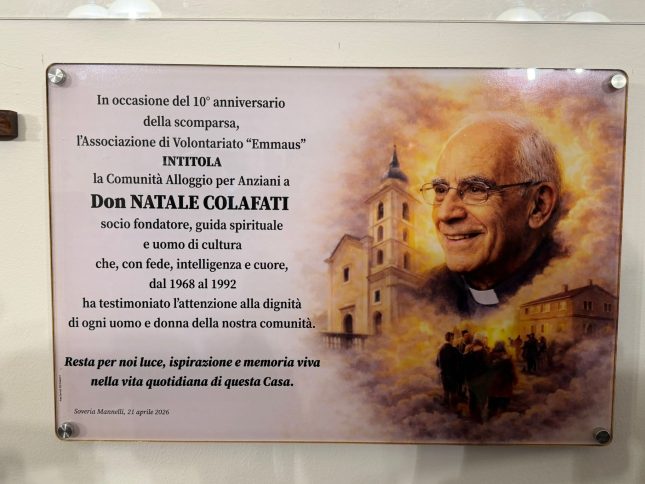 In occasione del 10° anniversario
della scomparsa,
l'Associazione di Volontariato “Emmaus”
INTITOLA
la Comunità Alloggio per Anziani a
Don NATALE COLAFATI
socio fondatore, guida spirituale
e uomo di cultura
che, con fede, intelligenza e cuore,
dal 1968 al 1992
ha testimoniato l'attenzione alla dignità
di ogni uomo e donna della nostra comunità.
Resta per noi luce, ispirazione e memoria viva
nella vita quotidiana di questa Casa.
Soveria Mannelli, 21 aprile 2026